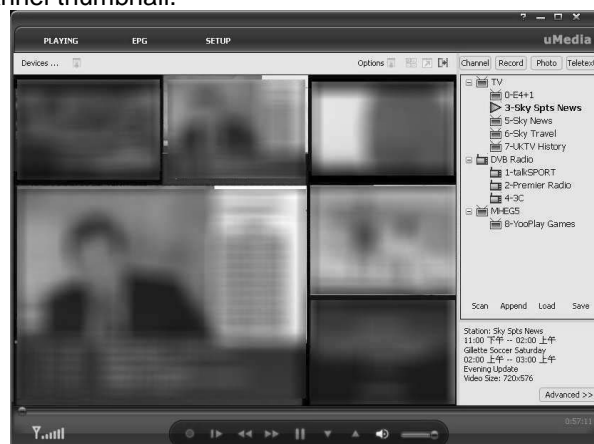 nnel thumbnail.
PLAYING EPG SETUP uMedia
Devices ... Options
Channel Record Photo Teletext
TV
0-E4+1
3-Sky Spts News
5-Sky News
6-Sky Travel
7-UKTV History
DVB Radio
1-talkSPORT
2-Premier Radio
4-3C
MHEG5
8-YooPlay Games
Scan Append Load Save
Station: Sky Spts News
11:00 下午 -- 02:00 上午
Gillette Soccer Saturday
02:00 上午 -- 03:00 上午
Evening Update
Video Size: 720x576
Advanced >>
0:57:11